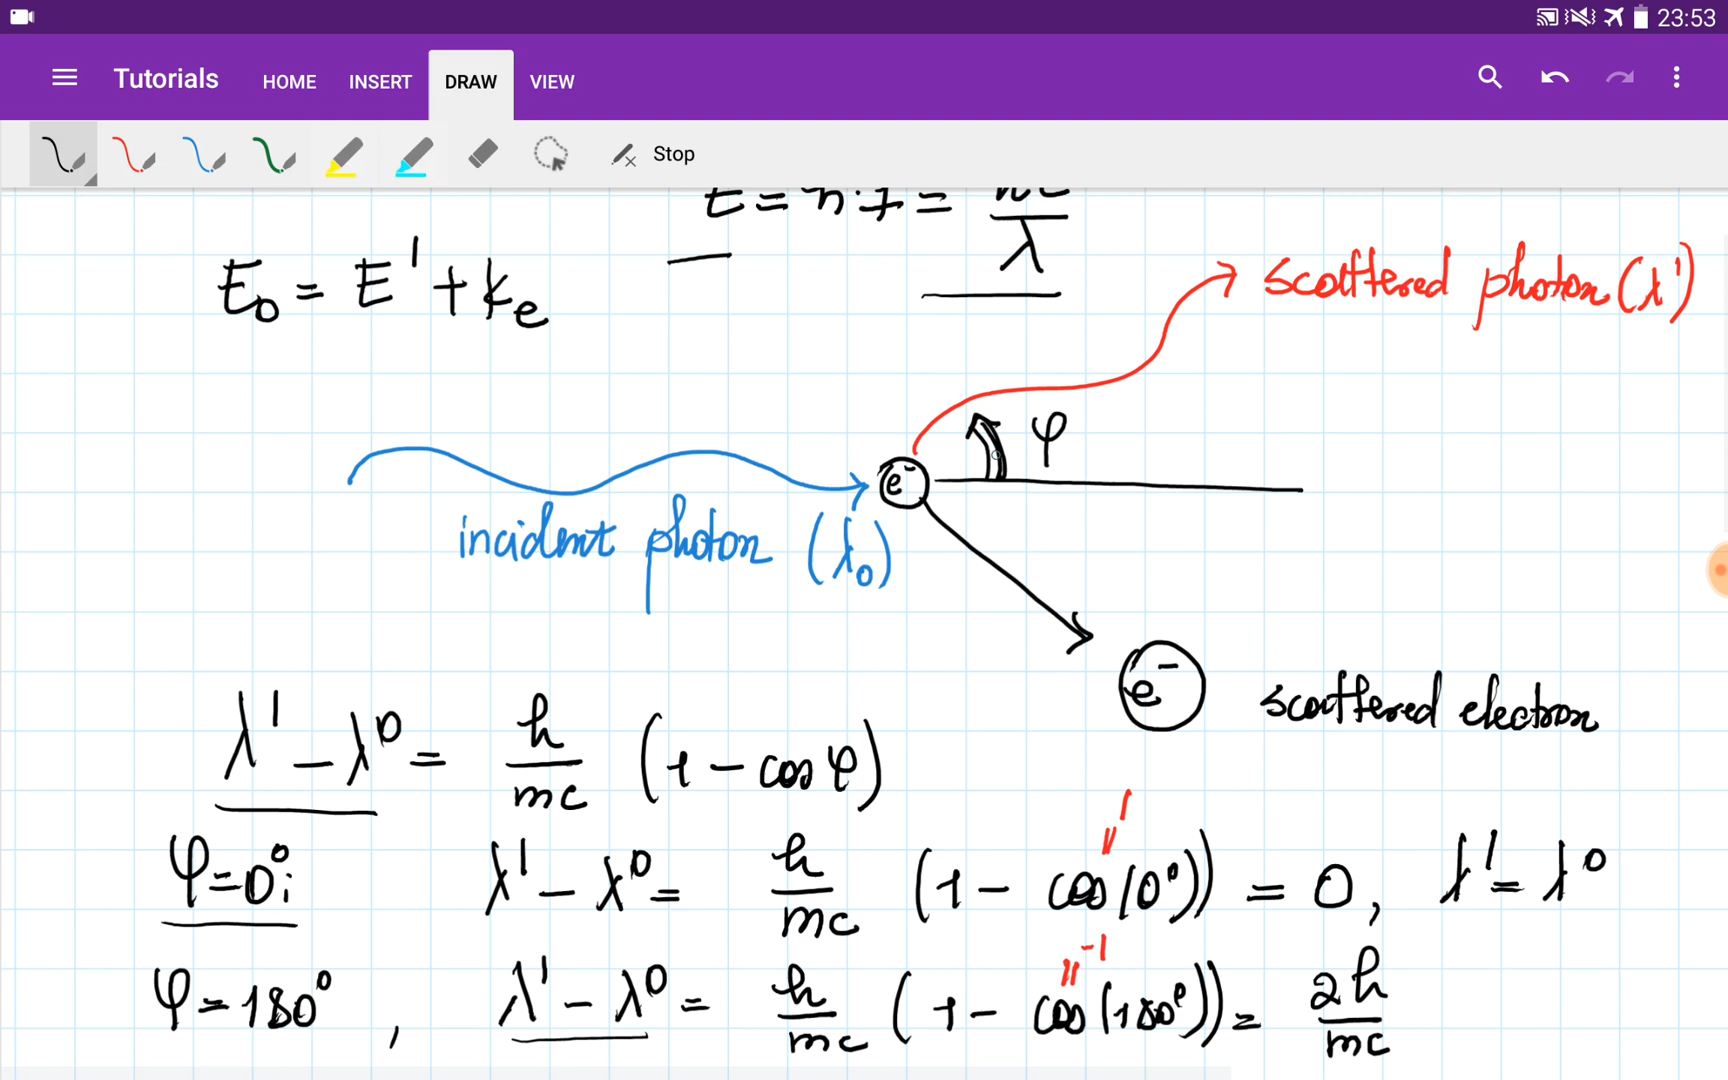 23:53
Tutorials HOME INSERT DRAW VIEW
Stop
E = h.f = hc/λ
E₀ = E' + ke
scattered photon (λ')
φ
e⁻
incident photon (λ₀)
e⁻ scattered electron
λ' - λ⁰ = h/mc (1 - cos φ)
φ=0°; λ' - λ⁰ = h/mc (1 - cos(0°)) = 0, λ' = λ⁰
1
φ=180°, λ' - λ⁰ = h/mc (1 - cos(180°)) = 2h/mc
-1